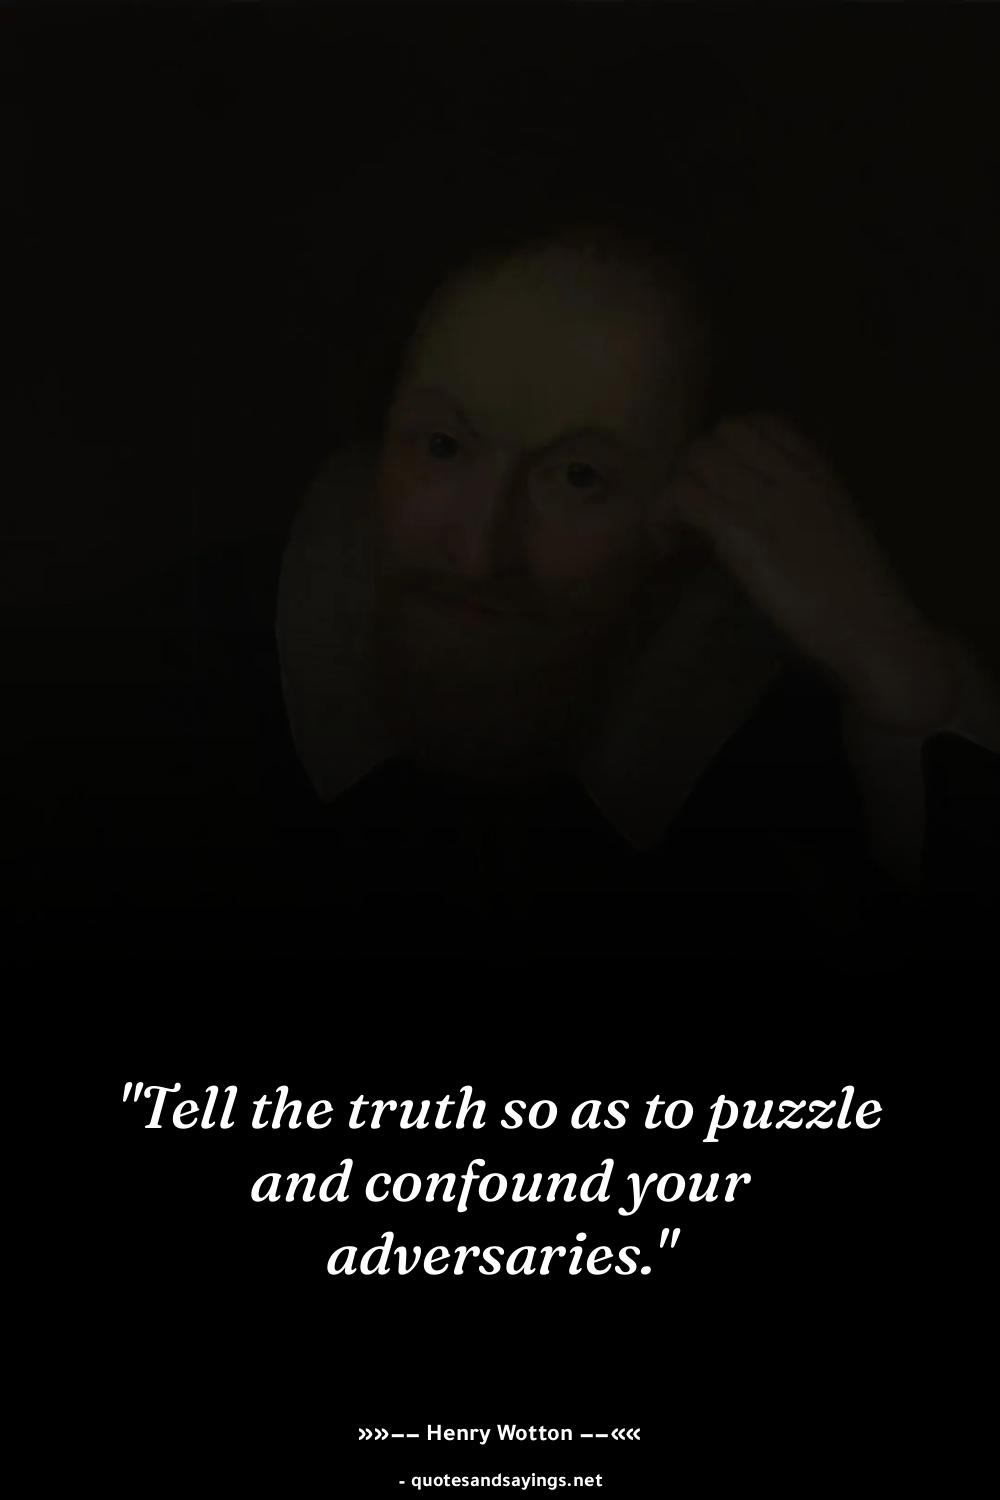 "Tell the truth so as to puzzle
and confound your
adversaries."
»»–– Henry Wotton ––««
- quotesandsayings.net